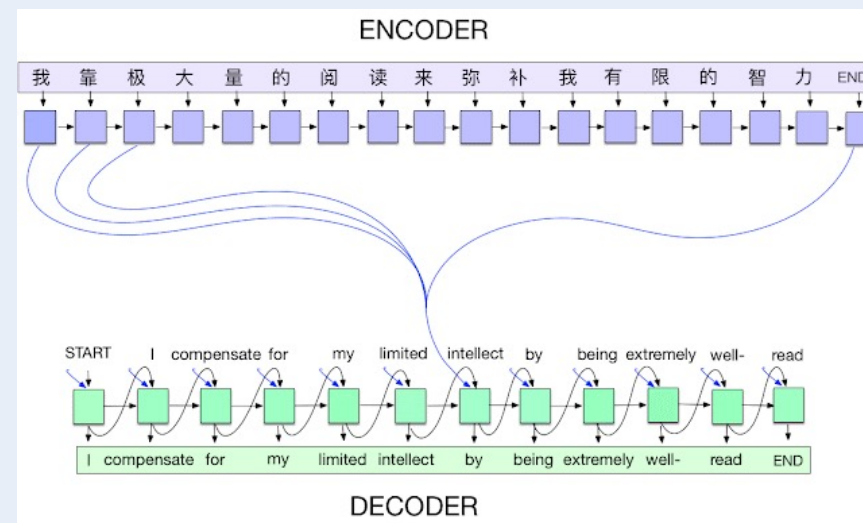 ENCODER
我 靠 极 大 量 的 阅 读 来 弥 补 我 有 限 的 智 力 END
START I compensate for my limited intellect by being extremely well- read
I compensate for my limited intellect by being extremely well- read END
DECODER